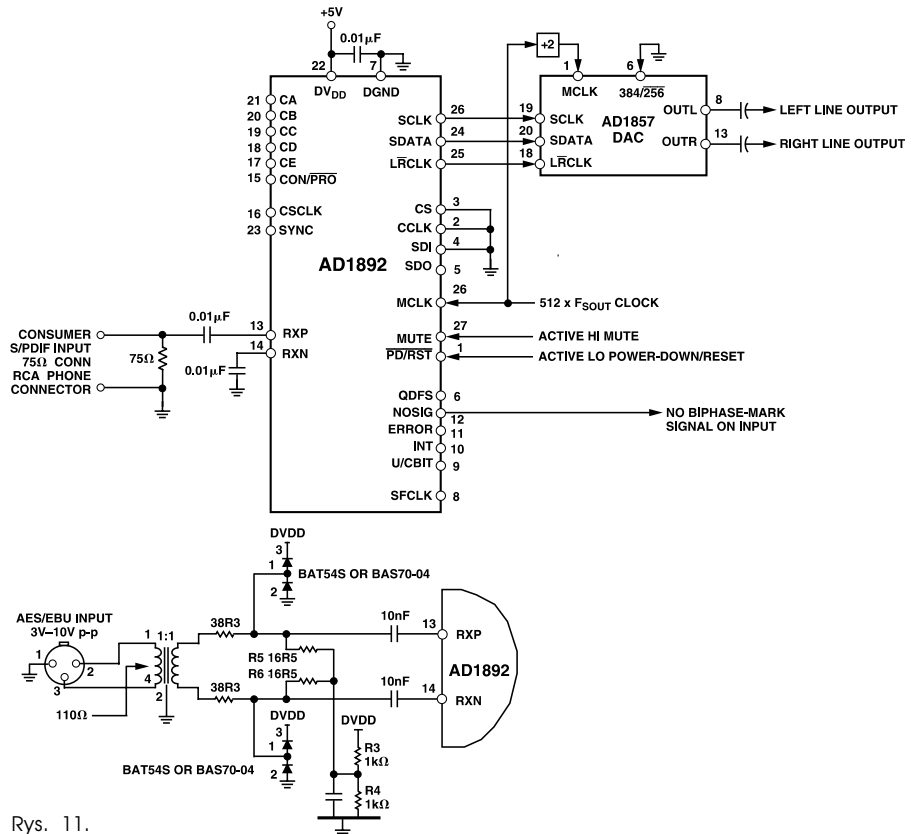 +5V
0.01µF
22
7
DVDD
DGND
21 CA
20 CB
19 CC
18 CD
17 CE
15 CON/PRO
16 CSCLK
23 SYNC
AD1892
SCLK 26
SDATA 24
LRCLK 25
CS 3
CCLK 2
SDI 4
SDO 5
MCLK 26
512 x FSOUT CLOCK
MUTE 27
ACTIVE HI MUTE
PD/RST 1
ACTIVE LO POWER-DOWN/RESET
QDFS 6
NOSIG 12
NO BIPHASE-MARK
SIGNAL ON INPUT
ERROR 11
INT 10
U/CBIT 9
SFCLK 8
+2
1
6
MCLK
384/256
19 SCLK
20 SDATA
18 LRCLK
AD1857
DAC
OUTL 8
LEFT LINE OUTPUT
OUTR 13
RIGHT LINE OUTPUT
CONSUMER
S/PDIF INPUT
75Ω CONN
RCA PHONE
CONNECTOR
75Ω
0.01µF
13 RXP
14 RXN
0.01µF
DVDD
3
1
2
BAT54S OR BAS70-04
AES/EBU INPUT
3V–10V p-p
1
2
3
110Ω
1
1:1
4
2
38R3
38R3
R5 16R5
R6 16R5
10nF
10nF
13 RXP
14 RXN
AD1892
DVDD
3
1
2
BAT54S OR BAS70-04
DVDD
R3
1kΩ
R4
1kΩ
Rys. 11.